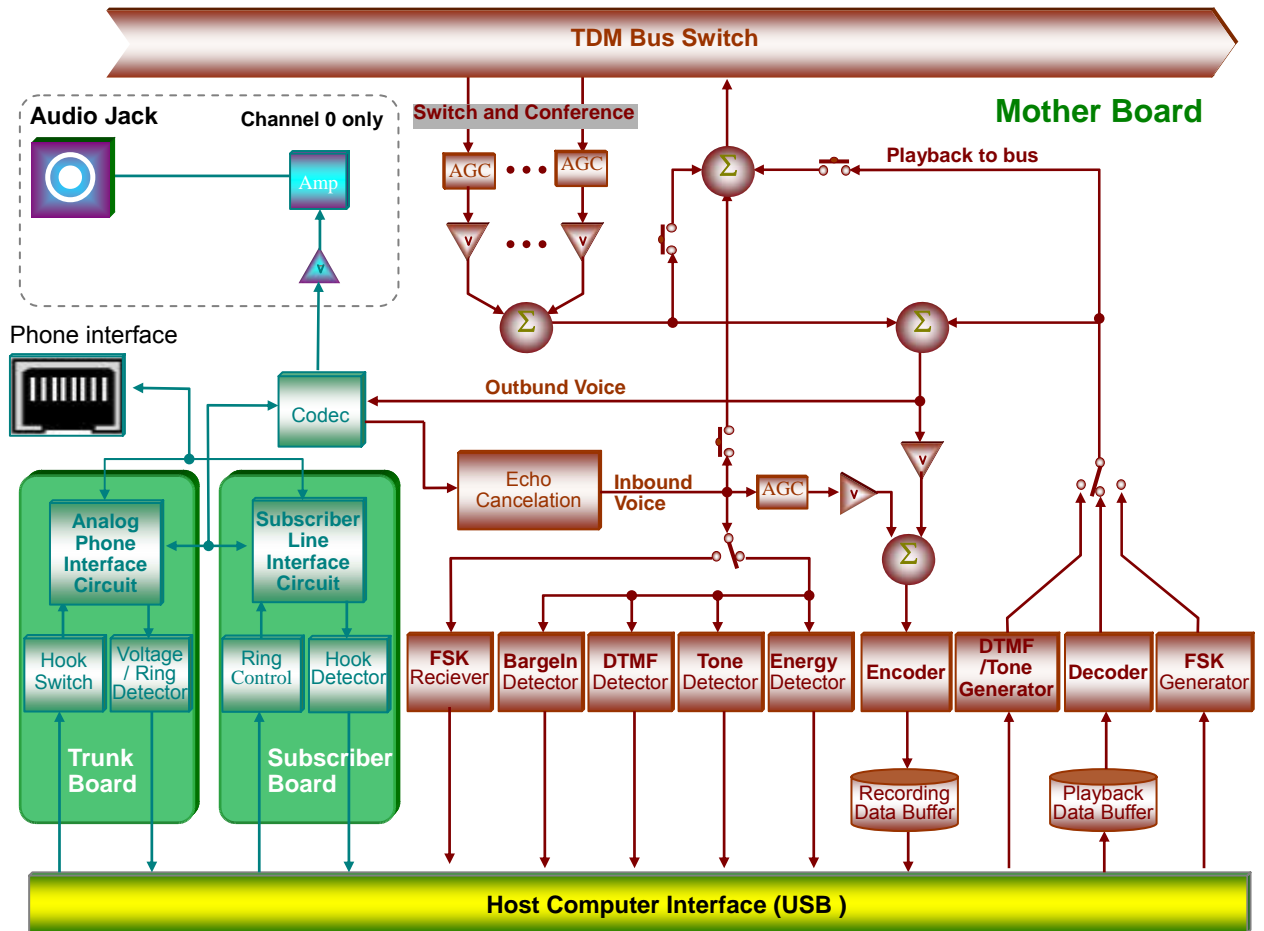 TDM Bus Switch
Audio Jack
Channel 0 only
Switch and Conference
Mother Board
AGC
AGC
Σ
Playback to bus
Amp
v
v
v
Σ
Σ
Phone interface
Outbund Voice
Codec
v
Echo
Cancelation
Inbound
Voice
AGC
v
Σ
Analog
Phone
Interface
Circuit
Subscriber
Line
Interface
Circuit
Hook
Switch
Voltage
/ Ring
Detector
Ring
Control
Hook
Detector
FSK
Reciever
BargeIn
Detector
DTMF
Detector
Tone
Detector
Energy
Detector
Encoder
DTMF
/Tone
Generator
Decoder
FSK
Generator
Trunk
Board
Subscriber
Board
Recording
Data Buffer
Playback
Data Buffer
Host Computer Interface (USB )